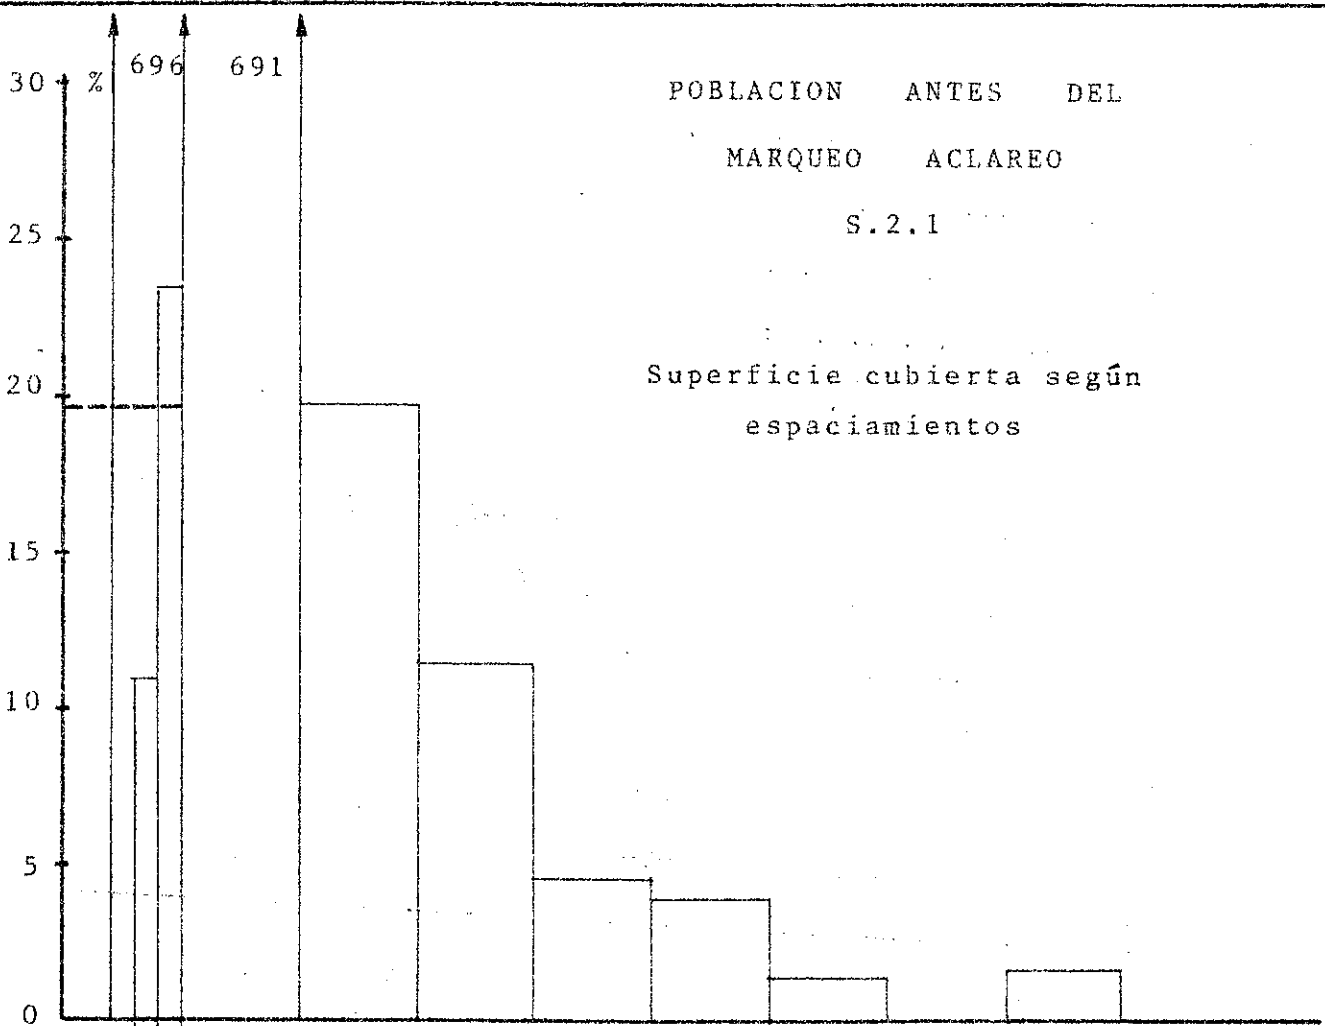 696 691
30 %
POBLACION ANTES DEL
MARQUEO ACLAREO
S.2.1
25
Superficie cubierta según
espaciamientos
20
15
10
5
0